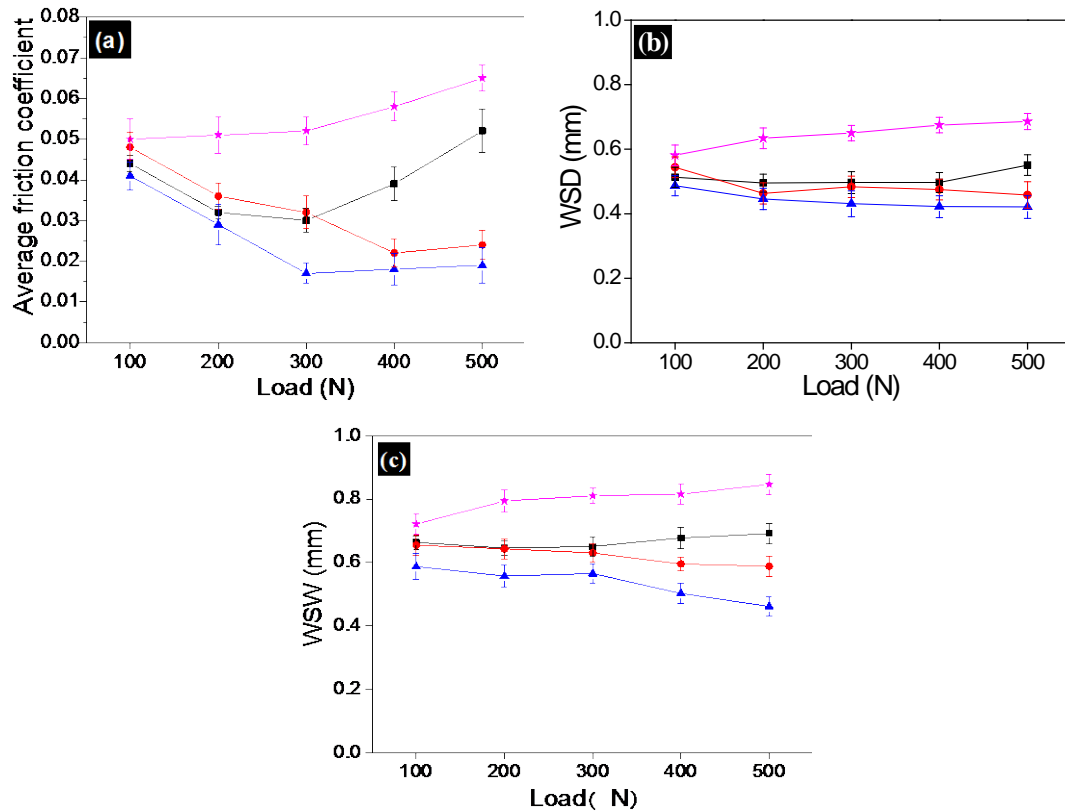 (a)
Average friction coefficient
0.08
0.07
0.06
0.05
0.04
0.03
0.02
0.01
0.00
100 200 300 400 500
Load (N)
(b)
WSD (mm)
1.0
0.8
0.6
0.4
0.2
0.0
100 200 300 400 500
Load (N)
(c)
WSW (mm)
1.0
0.8
0.6
0.4
0.2
0.0
100 200 300 400 500
Load( N)